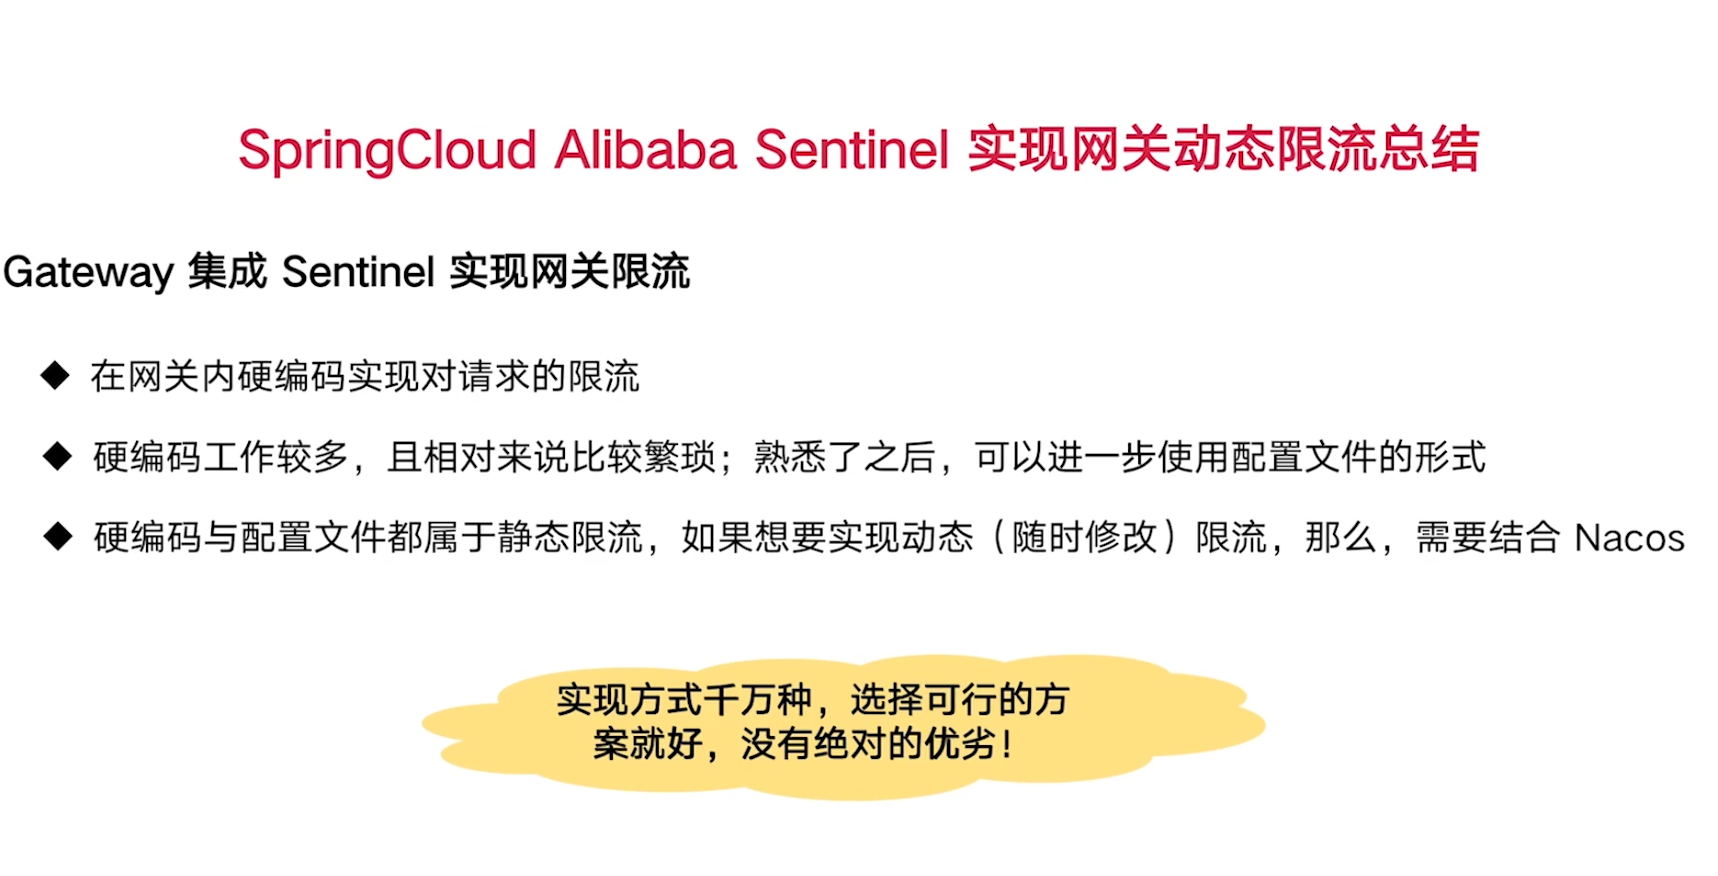 SpringCloud Alibaba Sentinel 实现网关动态限流总结
Gateway 集成 Sentinel 实现网关限流
◆ 在网关内硬编码实现对请求的限流
◆ 硬编码工作较多，且相对来说比较繁琐；熟悉了之后，可以进一步使用配置文件的形式
◆ 硬编码与配置文件都属于静态限流，如果想要实现动态（随时修改）限流，那么，需要结合 Nacos
实现方式千万种，选择可行的方
案就好，没有绝对的优劣！